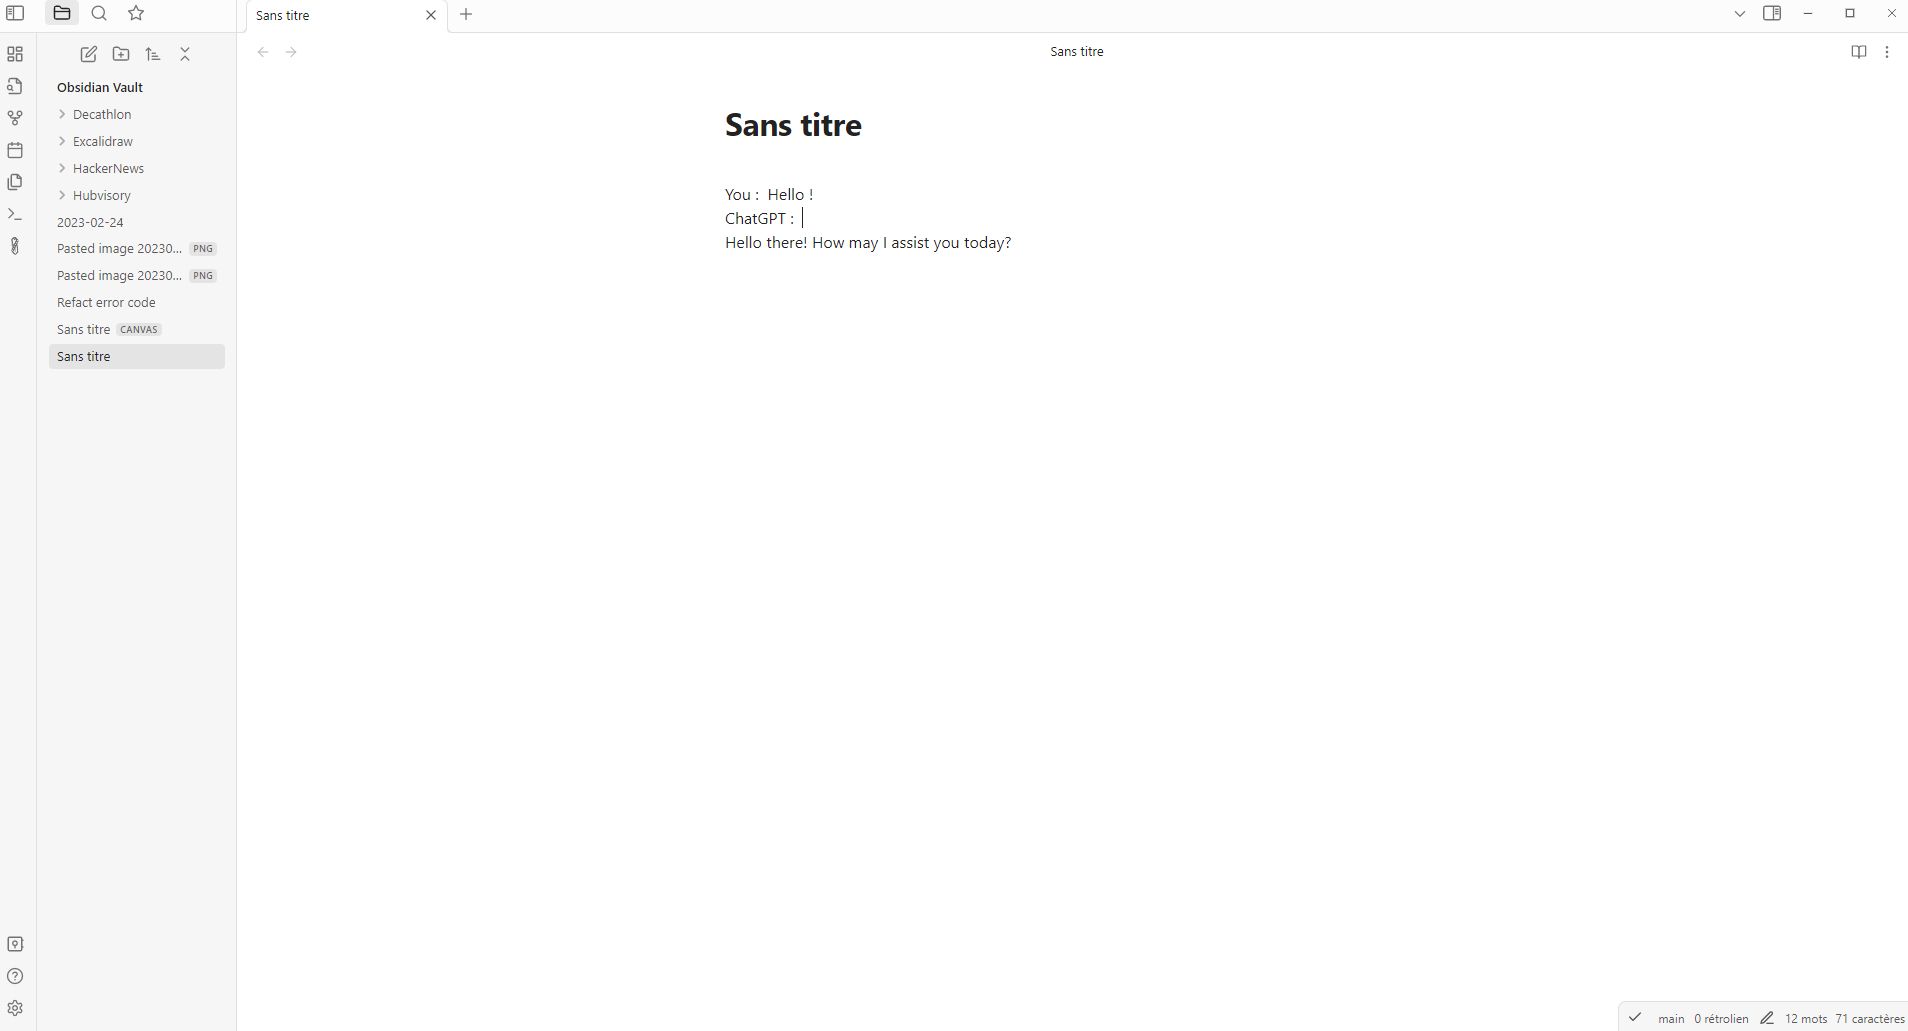 Sans titre
Sans titre
Obsidian Vault
Decathlon
Excalidraw
HackerNews
Hubvisory
2023-02-24
Pasted image 20230... PNG
Pasted image 20230... PNG
Refact error code
Sans titre CANVAS
Sans titre
Sans titre
You :  Hello !
ChatGPT :
Hello there! How may I assist you today?
main 0 rétrolien 12 mots 71 caractères